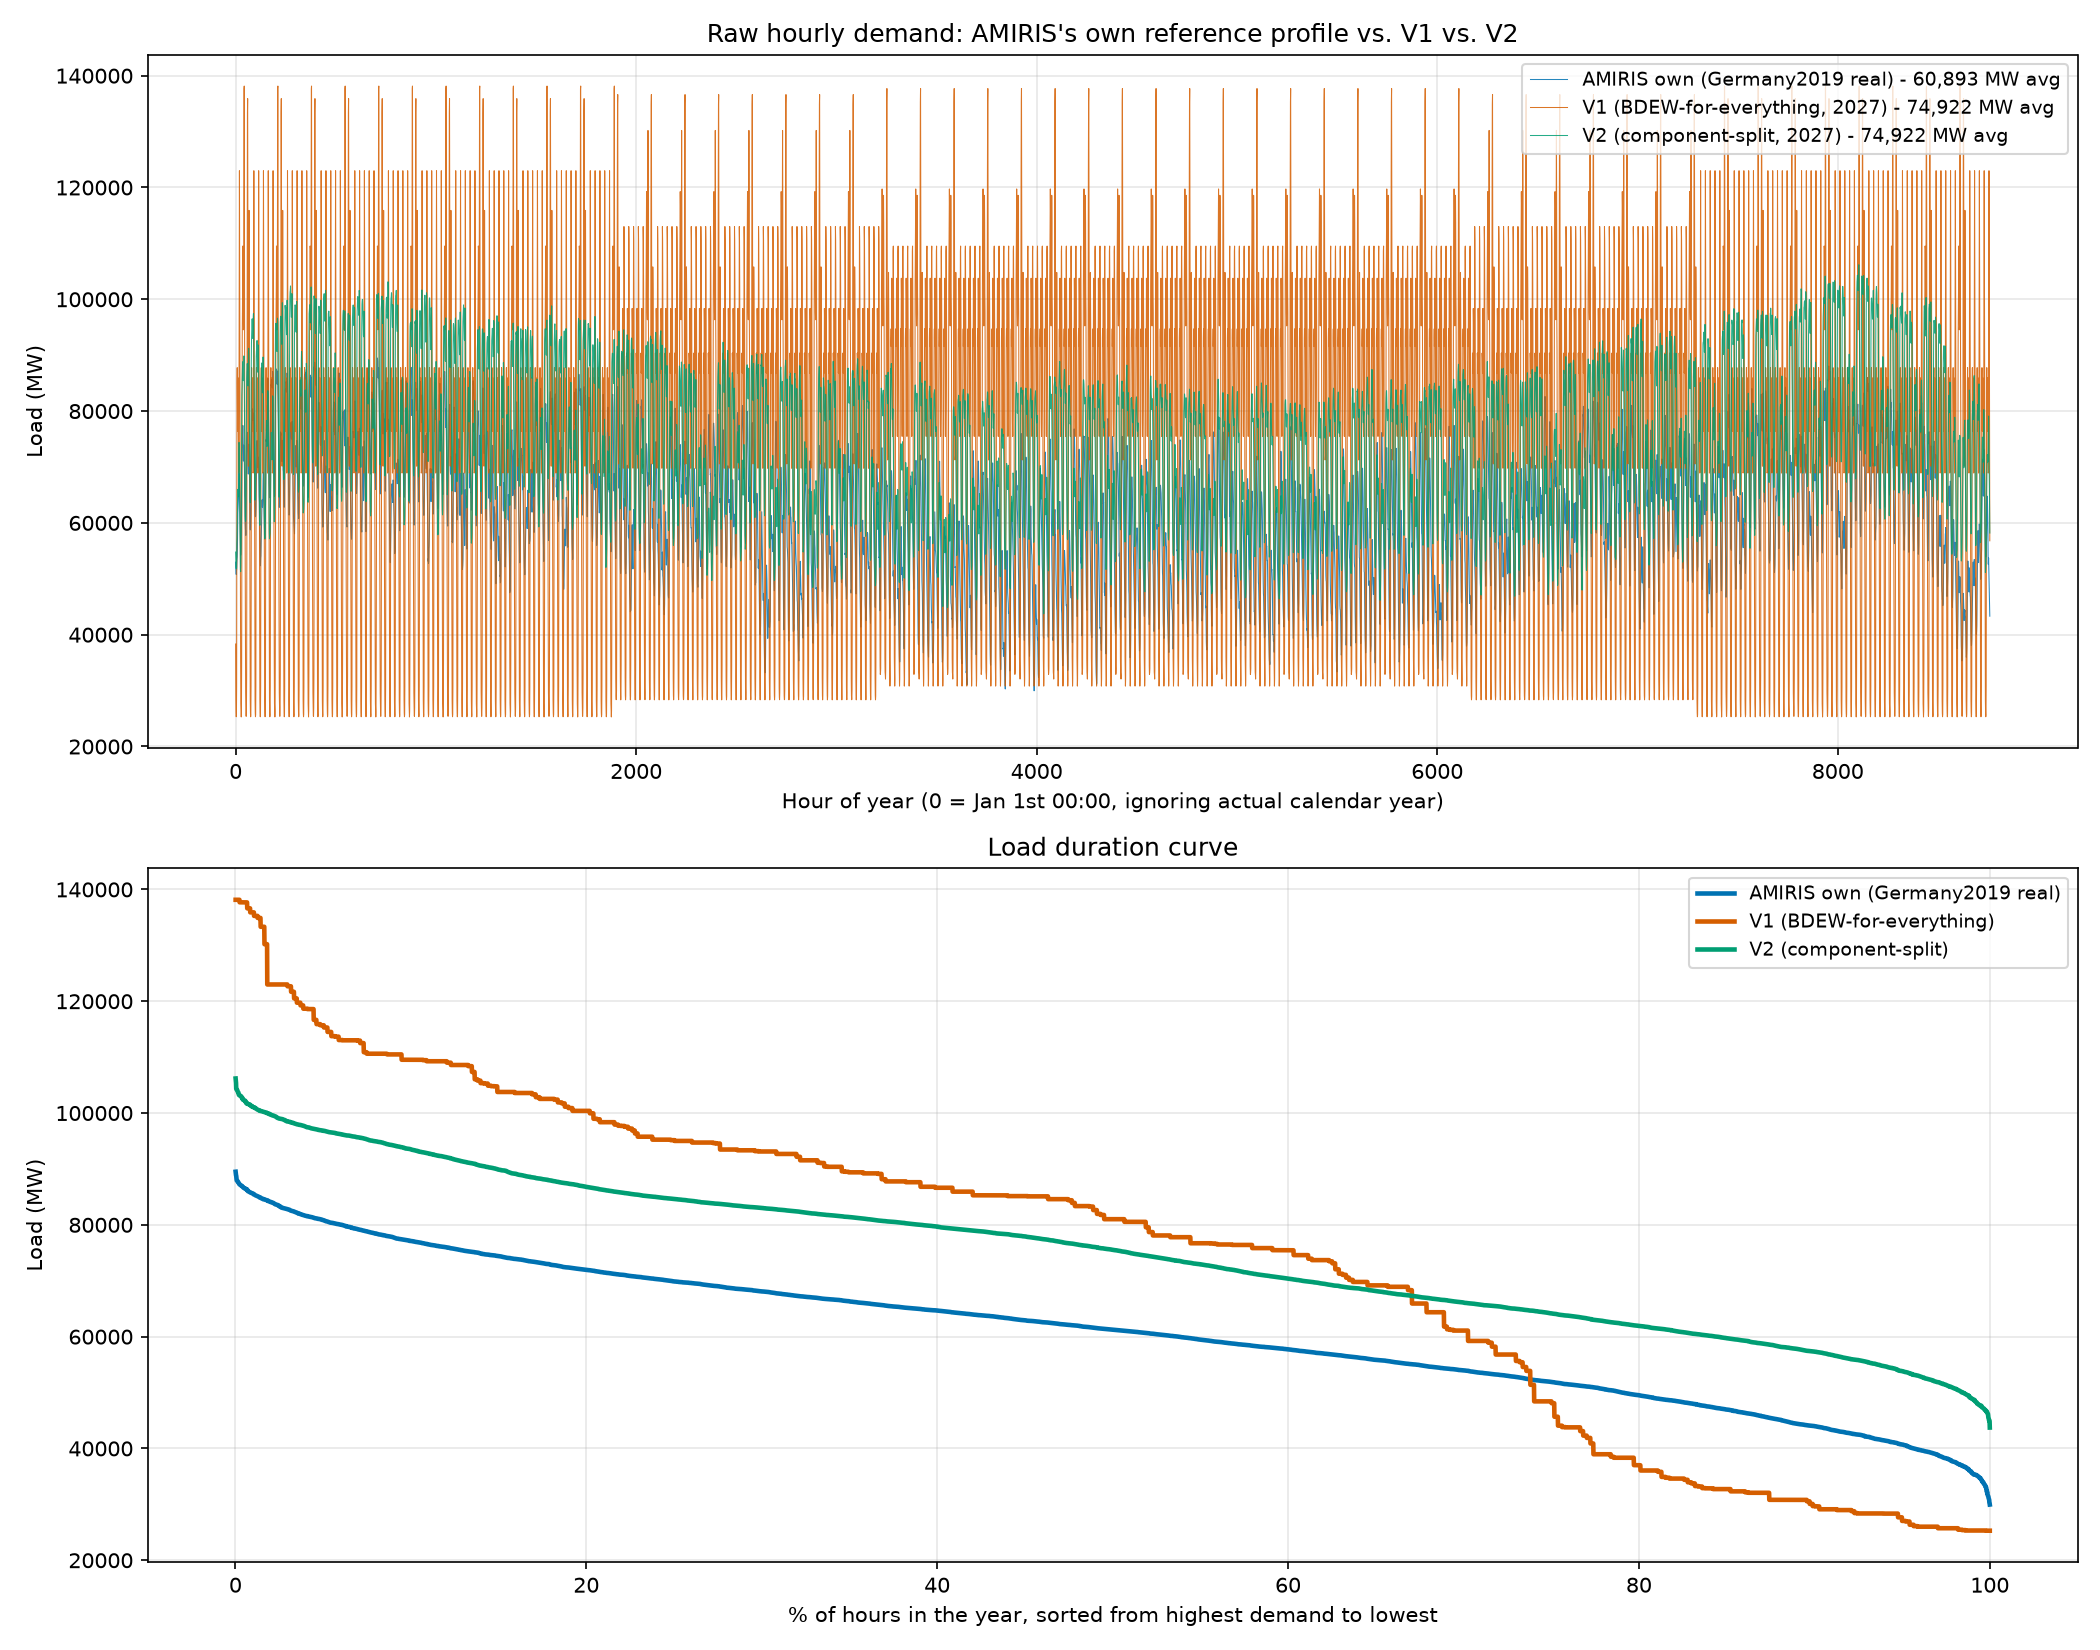 Raw hourly demand: AMIRIS's own reference profile vs. V1 vs. V2
140000
120000
100000
80000
60000
40000
20000
Load (MW)
AMIRIS own (Germany2019 real) - 60,893 MW avg
V1 (BDEW-for-everything, 2027) - 74,922 MW avg
V2 (component-split, 2027) - 74,922 MW avg
0 2000 4000 6000 8000
Hour of year (0 = Jan 1st 00:00, ignoring actual calendar year)
Load duration curve
140000
120000
100000
80000
60000
40000
20000
Load (MW)
AMIRIS own (Germany2019 real)
V1 (BDEW-for-everything)
V2 (component-split)
0 20 40 60 80 100
% of hours in the year, sorted from highest demand to lowest